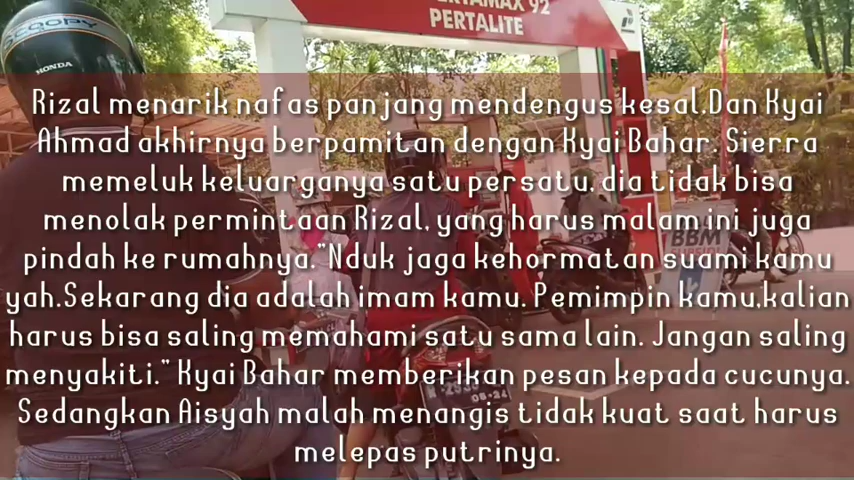 SCOOPY
HONDA
PERTAMAX 92
PERTALITE
Rizal menarik nafas panjang mendengus kesal.Dan Kyai
Ahmad akhirnya berpamitan dengan Kyai Bahar. Sierra
memeluk keluarganya satu persatu, dia tidak bisa
menolak permintaan Rizal, yang harus malam ini juga
pindah ke rumahnya."Nduk jaga kehormatan suami kamu
yah.Sekarang dia adalah imam kamu. Pemimpin kamu,kalian
harus bisa saling memahami satu sama lain. Jangan saling
menyakiti." Kyai Bahar memberikan pesan kepada cucunya.
Sedangkan Aisyah malah menangis tidak kuat saat harus
melepas putrinya.
BBM
SUBSIDI